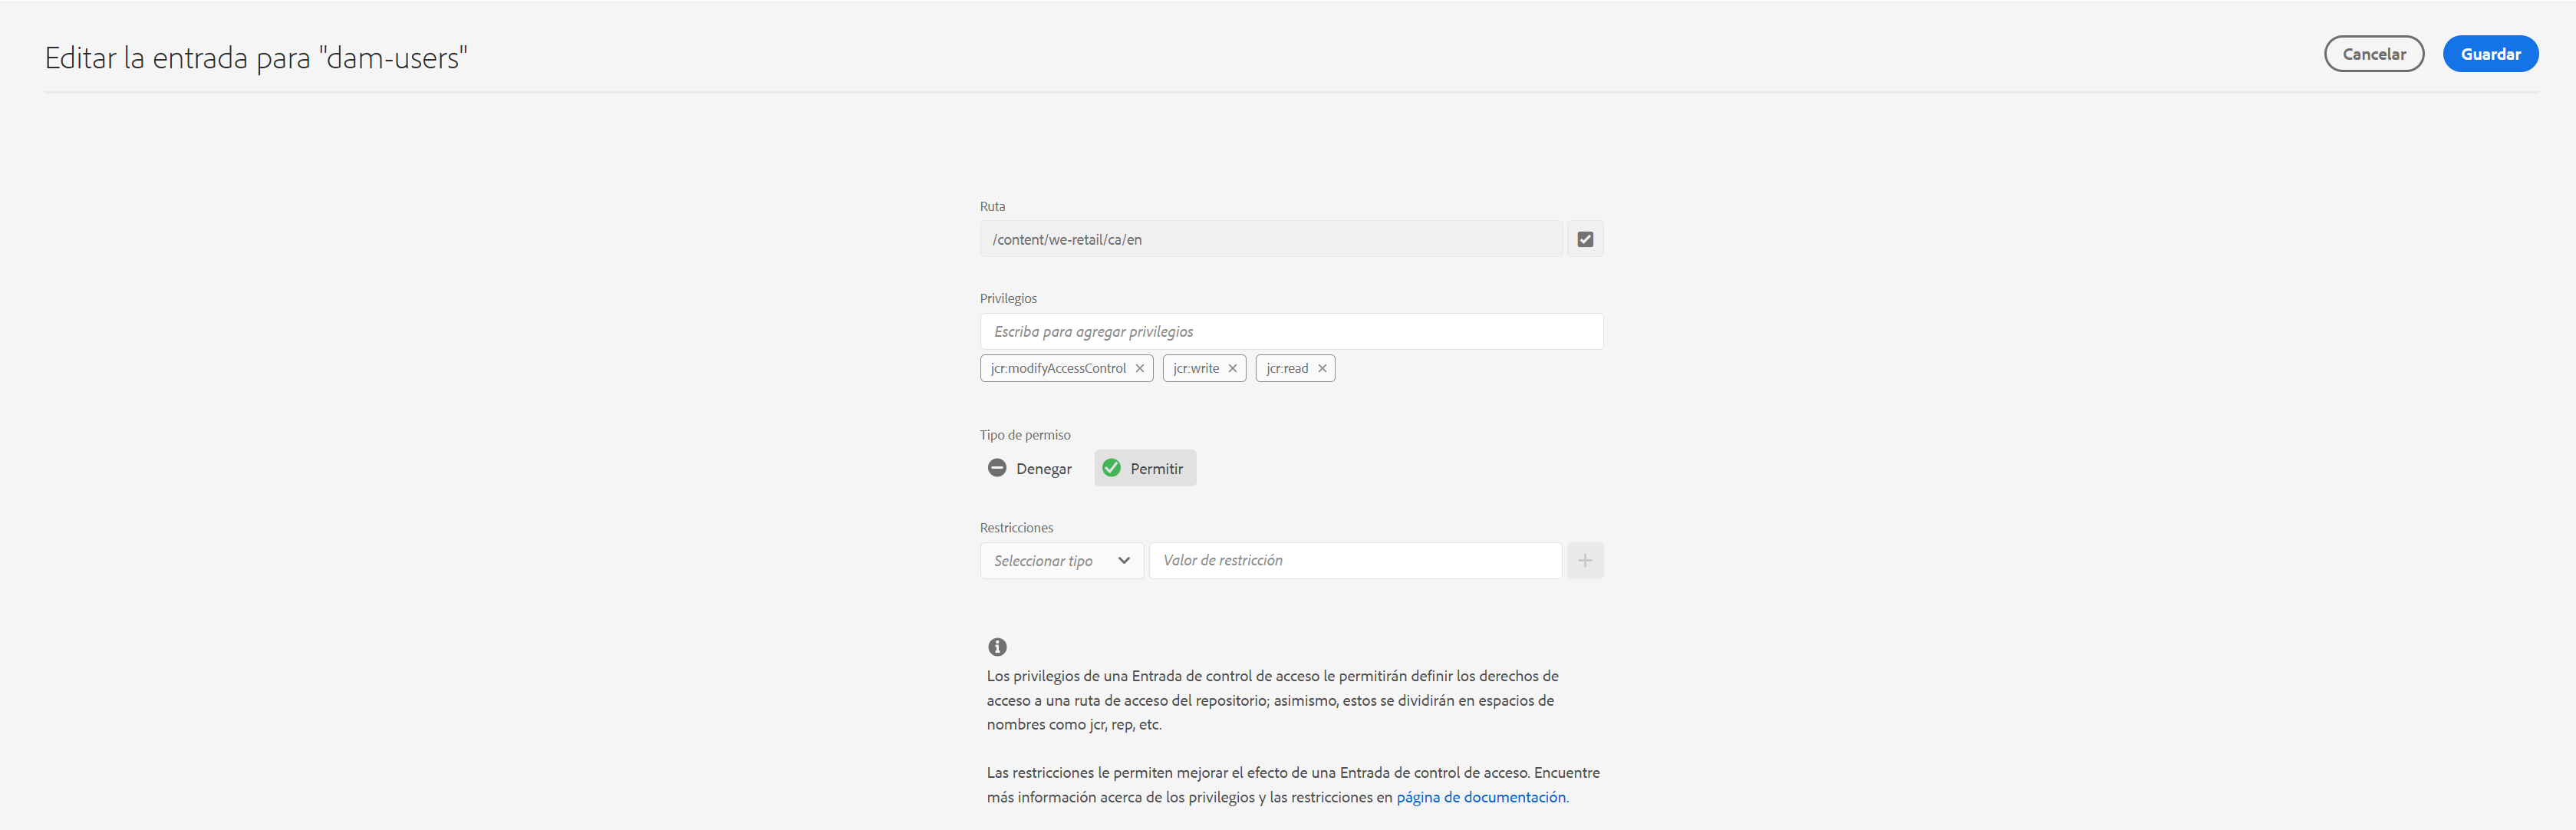 Editar la entrada para "dam-users"
Cancelar
Guardar
Ruta
/content/we-retail/ca/en
Privilegios
Escriba para agregar privilegios
jcr:modifyAccessControl
jcr:write
jcr:read
Tipo de permiso
Denegar
Permitir
Restricciones
Seleccionar tipo
Valor de restricción
Los privilegios de una Entrada de control de acceso le permitirán definir los derechos de
acceso a una ruta de acceso del repositorio; asimismo, estos se dividirán en espacios de
nombres como jcr, rep, etc.
Las restricciones le permiten mejorar el efecto de una Entrada de control de acceso. Encuentre
más información acerca de los privilegios y las restricciones en página de documentación.